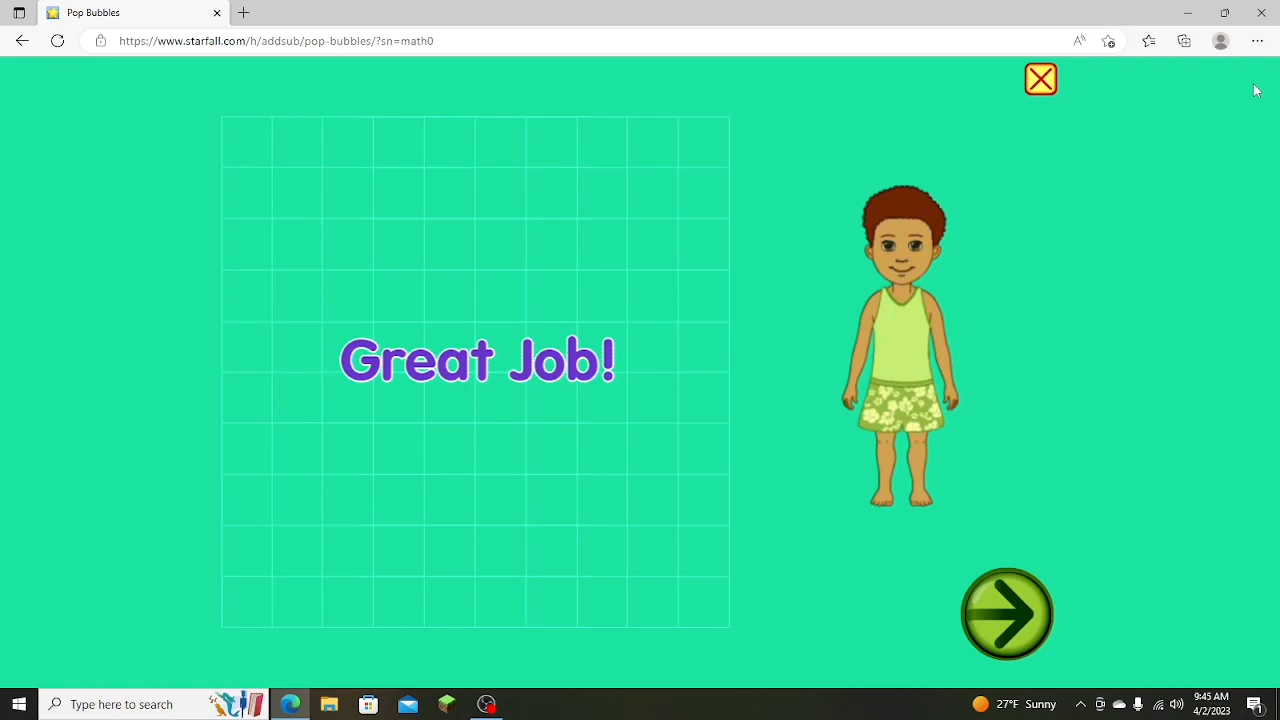 Pop Bubbles
https://www.starfall.com/h/addsub/pop-bubbles/?sn=math0
Great Job!
Type here to search
27°F Sunny
9:45 AM
4/2/2023